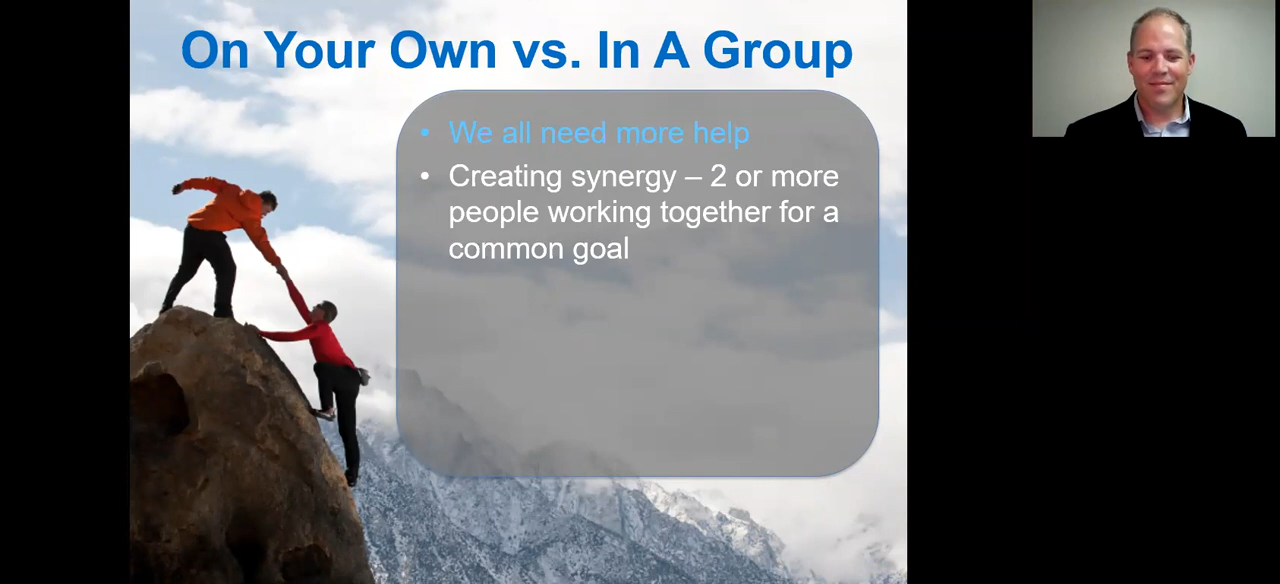 On Your Own vs. In A Group
• We all need more help
• Creating synergy – 2 or more
people working together for a
common goal